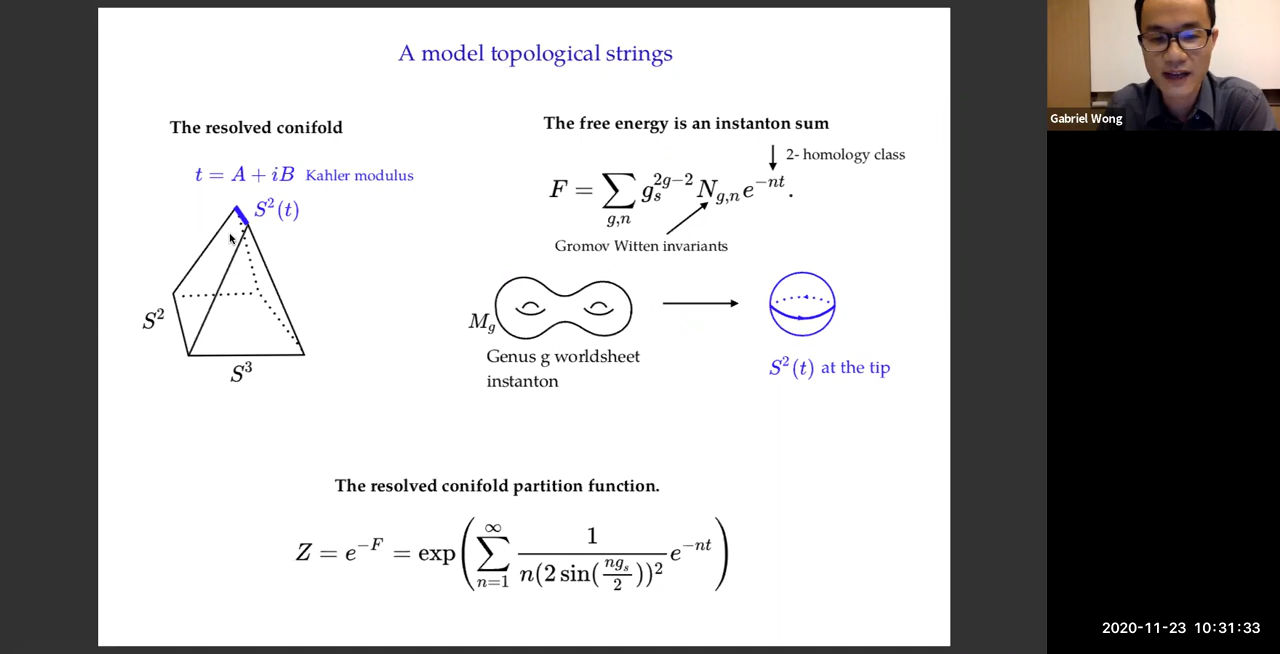 A model topological strings
The resolved conifold
t = A + iB Kahler modulus
S²(t)
S²
S³
The free energy is an instanton sum
2- homology class
F = ∑_{g,n} g_s^{2g−2} N_{g,n} e^{−nt}.
Gromov Witten invariants
M_g
Genus g worldsheet
instanton
S²(t) at the tip
The resolved conifold partition function.
Z = e^{−F} = exp(∑_{n=1}^{∞} \frac{1}{n(2 sin(\frac{ng_s}{2}))^2} e^{−nt})
Gabriel Wong
2020-11-23 10:31:33